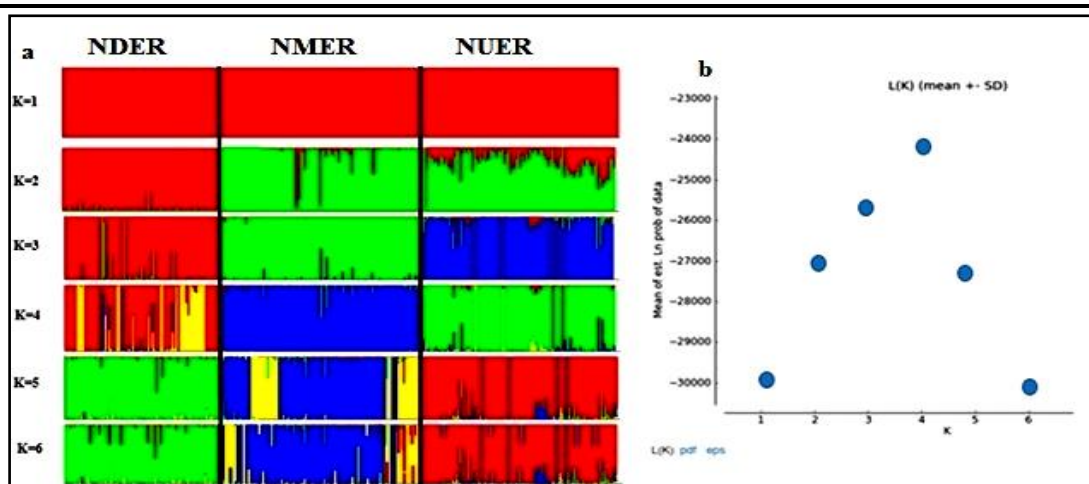 a
NDER NMER NUER
K=1
K=2
K=3
K=4
K=5
K=6
b
L(K) (mean +- SD)
Mean of est. Ln prob of data
−23000
−24000
−25000
−26000
−27000
−28000
−29000
−30000
1 2 3 4 5 6
K
L(K) pdf eps